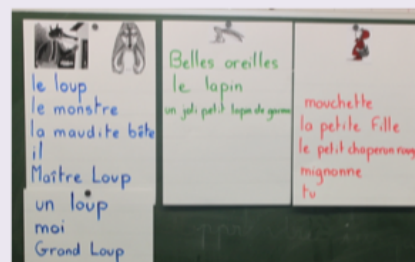 le loup
le monstre
la maudite bête
il
Maître Loup
un loup
moi
Grand Loup
Belles oreilles
le lapin
un joli petit lapin de garenne
mouchette
la petite fille
le petit chaperon rouge
mignonne
tu